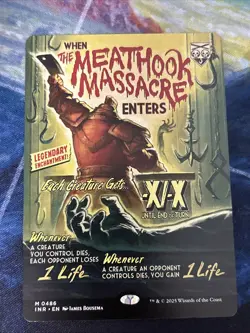 WHEN
THE MEATHOOK
MASSACRE
ENTERS
LEGENDARY
ENCHANTMENT!
Each Creature Gets...
-X/-X
UNTIL END OF TURN
Whenever
A CREATURE
YOU CONTROL DIES,
EACH OPPONENT LOSES
1 Life
Whenever
A CREATURE AN OPPONENT
CONTROLS DIES, YOU GAIN 1 Life
M 0486
INR • EN JAMES BOUSEMA
™ & © 2025 Wizards of the Coast